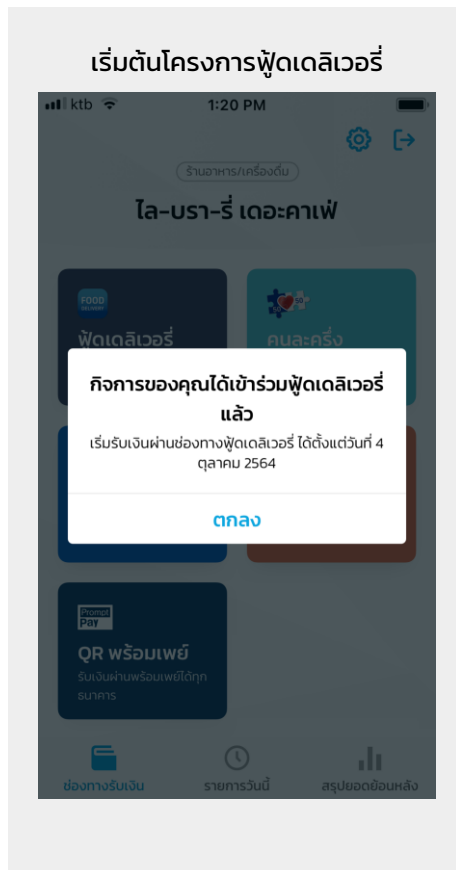 เริ่มต้นโครงการฟู้ดเดลิเวอรี่
ktb 1:20 PM
ร้านอาหาร/เครื่องดื่ม
ไล-บรา-รี่ เดอะคาเฟ่
FOOD
DELIVERY
ฟู้ดเดลิเวอรี่
คนละครึ่ง
กิจการของคุณได้เข้าร่วมฟู้ดเดลิเวอรี่
แล้ว
เริ่มรับเงินผ่านช่องทางฟู้ดเดลิเวอรี่ ได้ตั้งแต่วันที่ 4
ตุลาคม 2564
ตกลง
Prompt
Pay
QR พร้อมเพย์
รับเงินผ่านพร้อมเพย์ได้ทุก
ธนาคาร
ช่องทางรับเงิน
รายการวันนี้
สรุปยอดย้อนหลัง